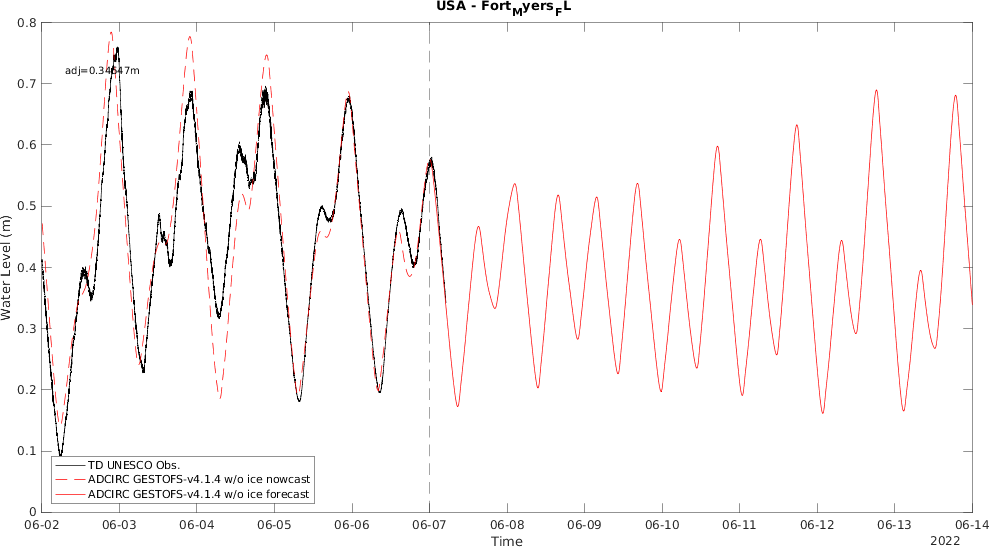 USA - Fort_Myers_FL
adj=0.34547m
0.8
0.7
0.6
0.5
0.4
0.3
0.2
0.1
0
Water Level (m)
TD UNESCO Obs.
ADCIRC GESTOFS-v4.1.4 w/o ice nowcast
ADCIRC GESTOFS-v4.1.4 w/o ice forecast
06-02 06-03 06-04 06-05 06-06 06-07 06-08 06-09 06-10 06-11 06-12 06-13 06-14
Time
2022